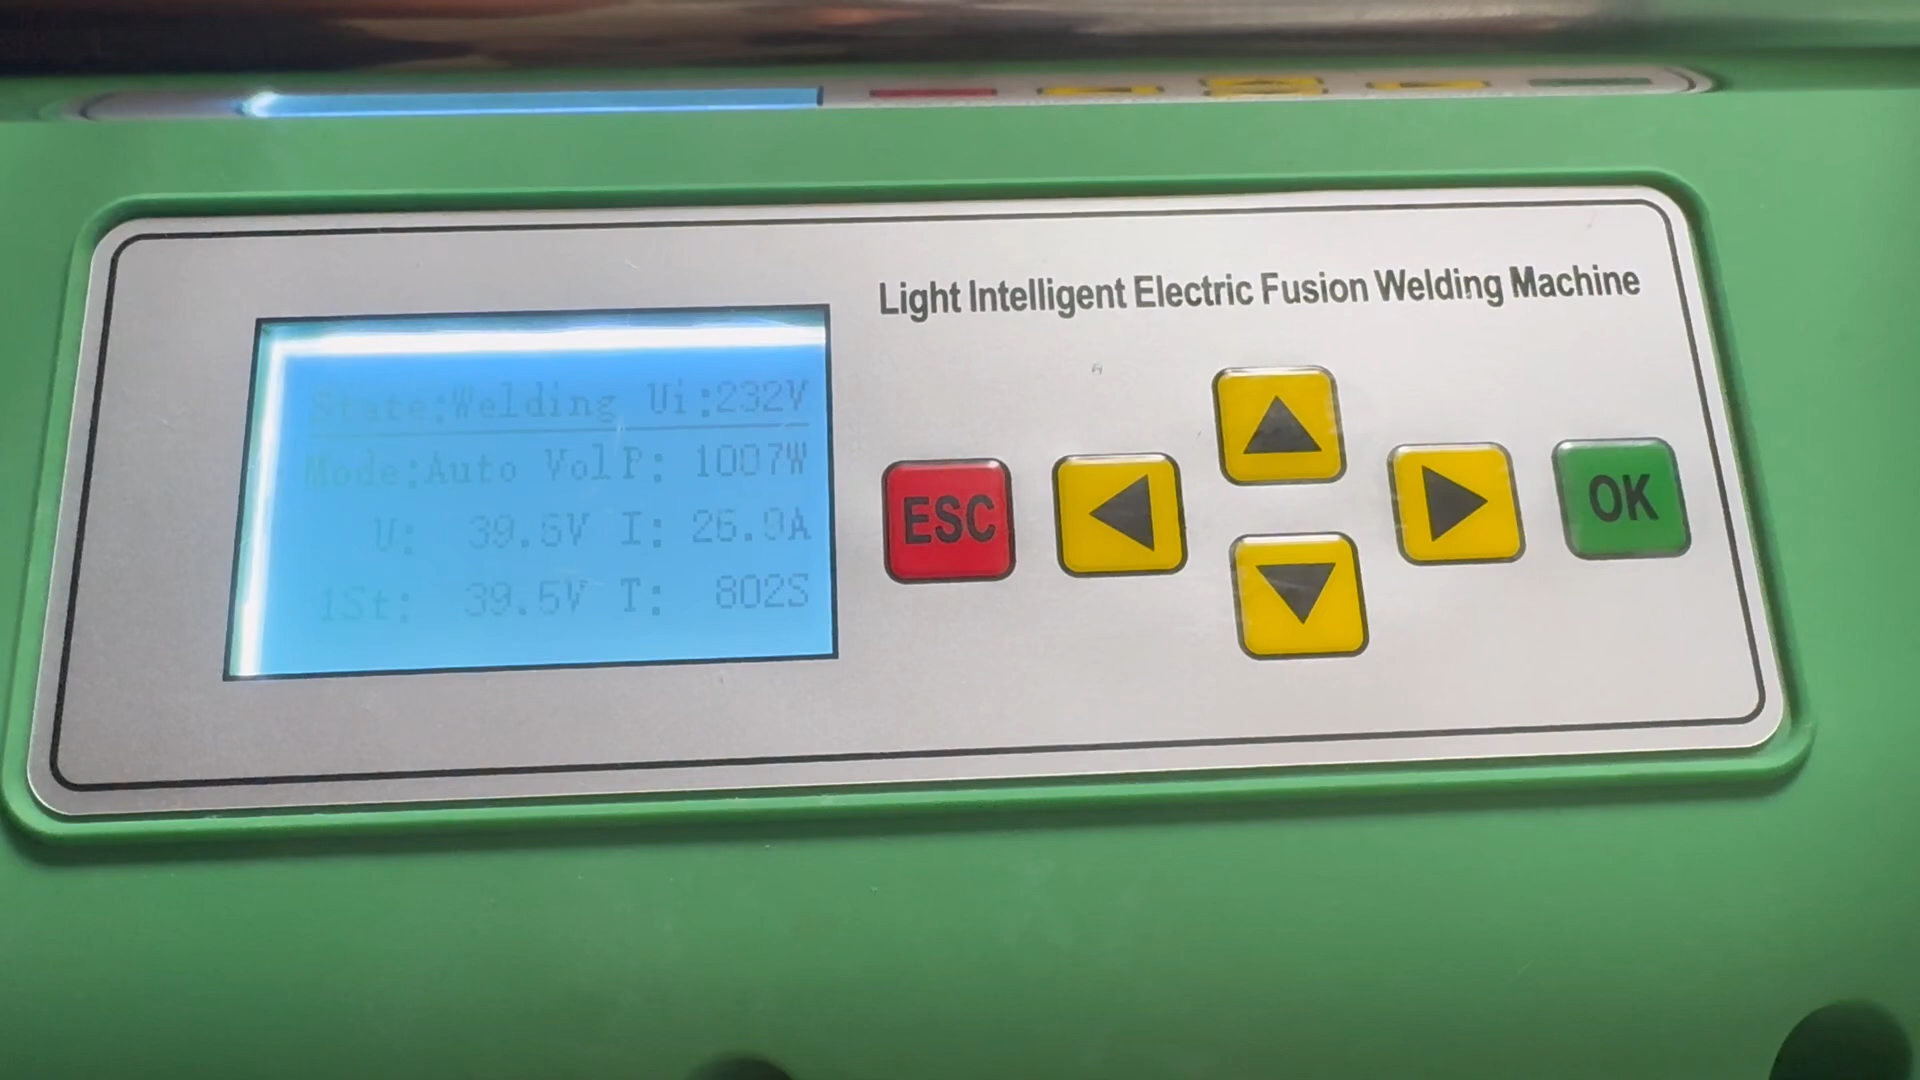 Light Intelligent Electric Fusion Welding Machine
State:Welding Ui:232V
Mode:Auto Vol P: 1007W
U: 39.5V I: 26.9A
1St: 39.5V T: 802S
ESC
OK